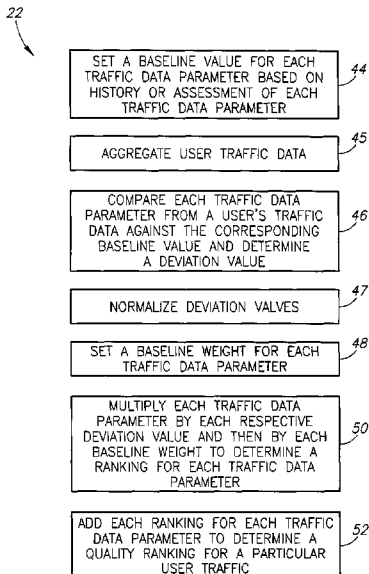 22
SET A BASELINE VALUE FOR EACH
TRAFFIC DATA PARAMETER BASED ON
HISTORY OR ASSESSMENT OF EACH
TRAFFIC DATA PARAMETER
44
45
AGGREGATE USER TRAFFIC DATA
COMPARE EACH TRAFFIC DATA
PARAMETER FROM A USER'S TRAFFIC
DATA AGAINST THE CORRESPONDING
BASELINE VALUE AND DETERMINE
A DEVIATION VALUE
46
47
NORMALIZE DEVIATION VALVES
48
SET A BASELINE WEIGHT FOR EACH
TRAFFIC DATA PARAMETER
MULTIPLY EACH TRAFFIC DATA
PARAMETER BY EACH RESPECTIVE
DEVIATION VALUE AND THEN BY EACH
BASELINE WEIGHT TO DETERMINE A
RANKING FOR EACH TRAFFIC DATA
PARAMETER
50
ADD EACH RANKING FOR EACH TRAFFIC
DATA PARAMETER TO DETERMINE A
QUALITY RANKING FOR A PARTICULAR
USER TRAFFIC
52